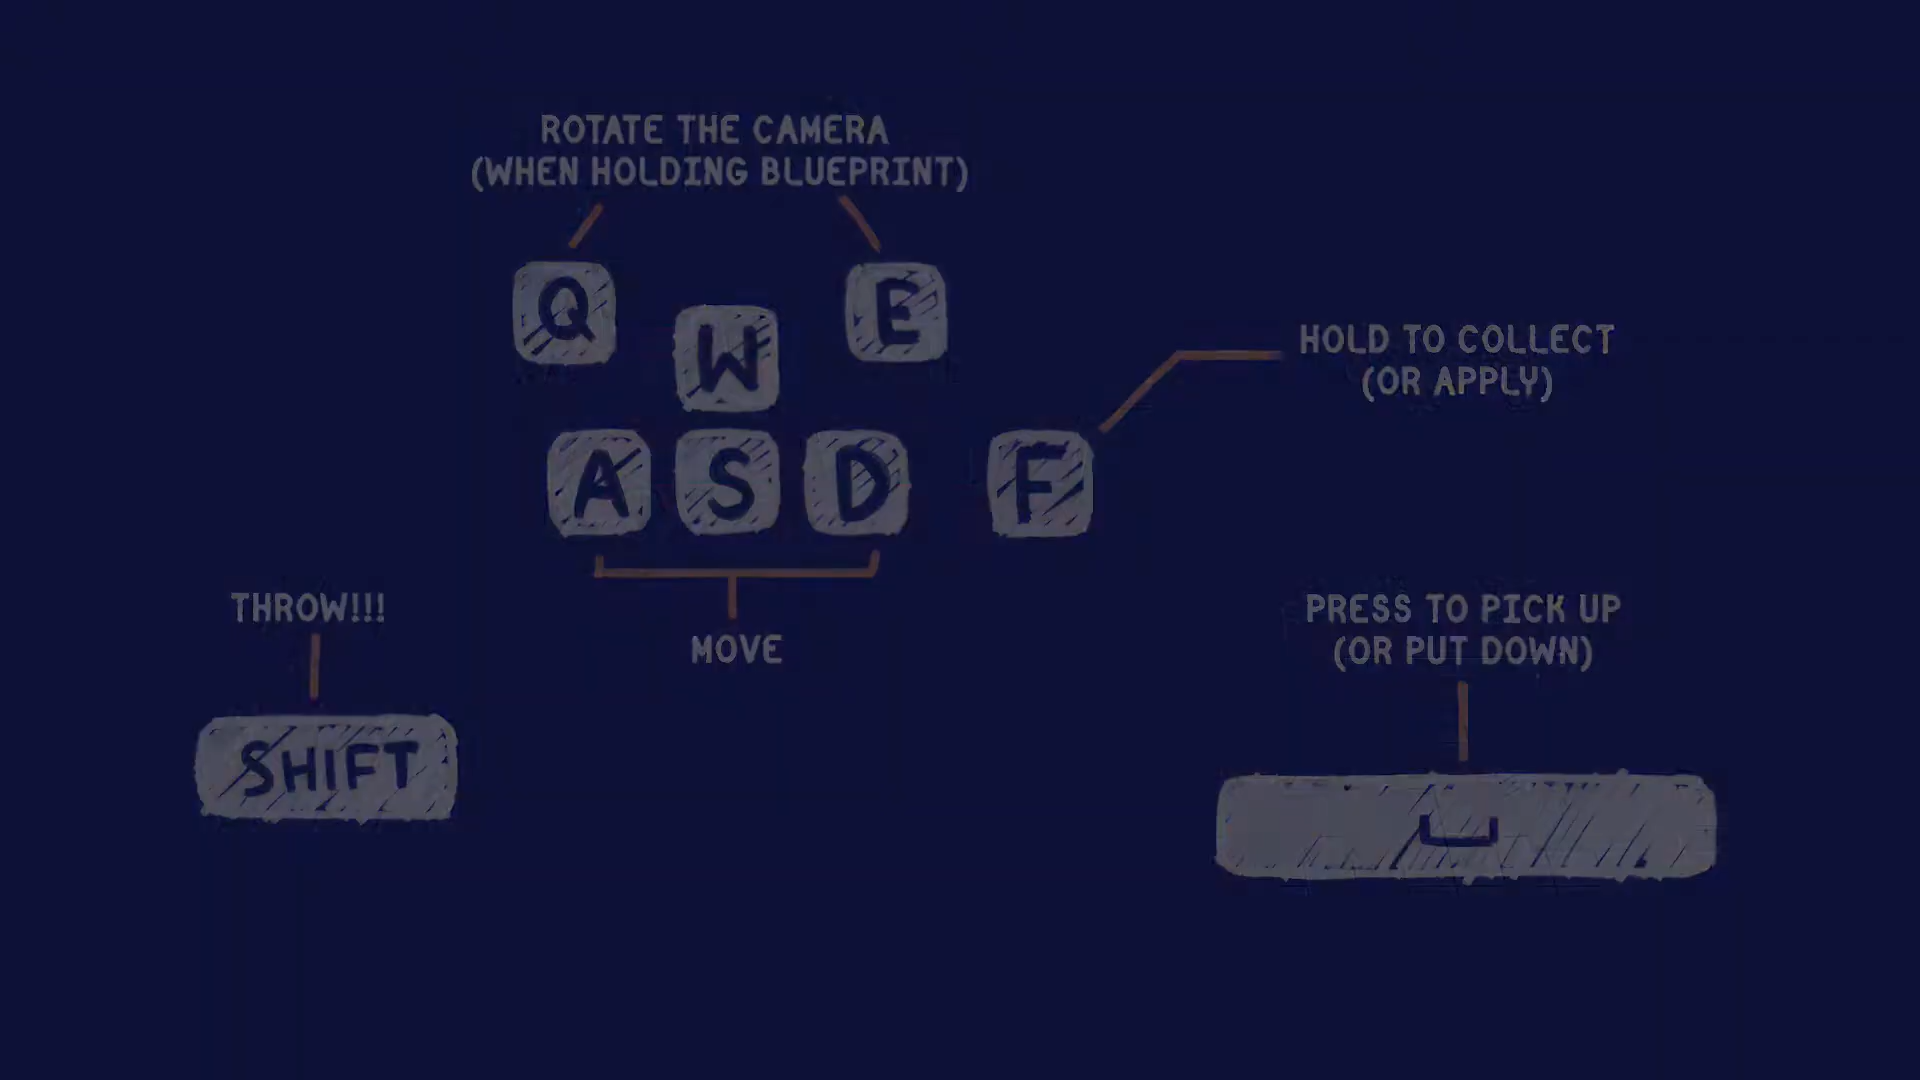 ROTATE THE CAMERA
(WHEN HOLDING BLUEPRINT)
Q
W
E
HOLD TO COLLECT
(OR APPLY)
A S D F
THROW!!!
MOVE
PRESS TO PICK UP
(OR PUT DOWN)
SHIFT